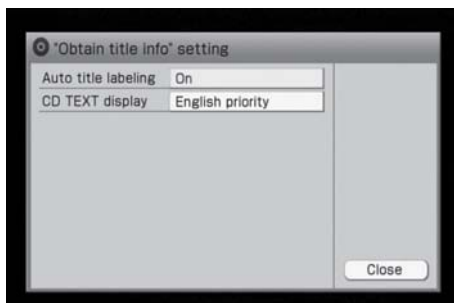 "Obtain title info" setting
Auto title labeling On
CD TEXT display English priority
Close